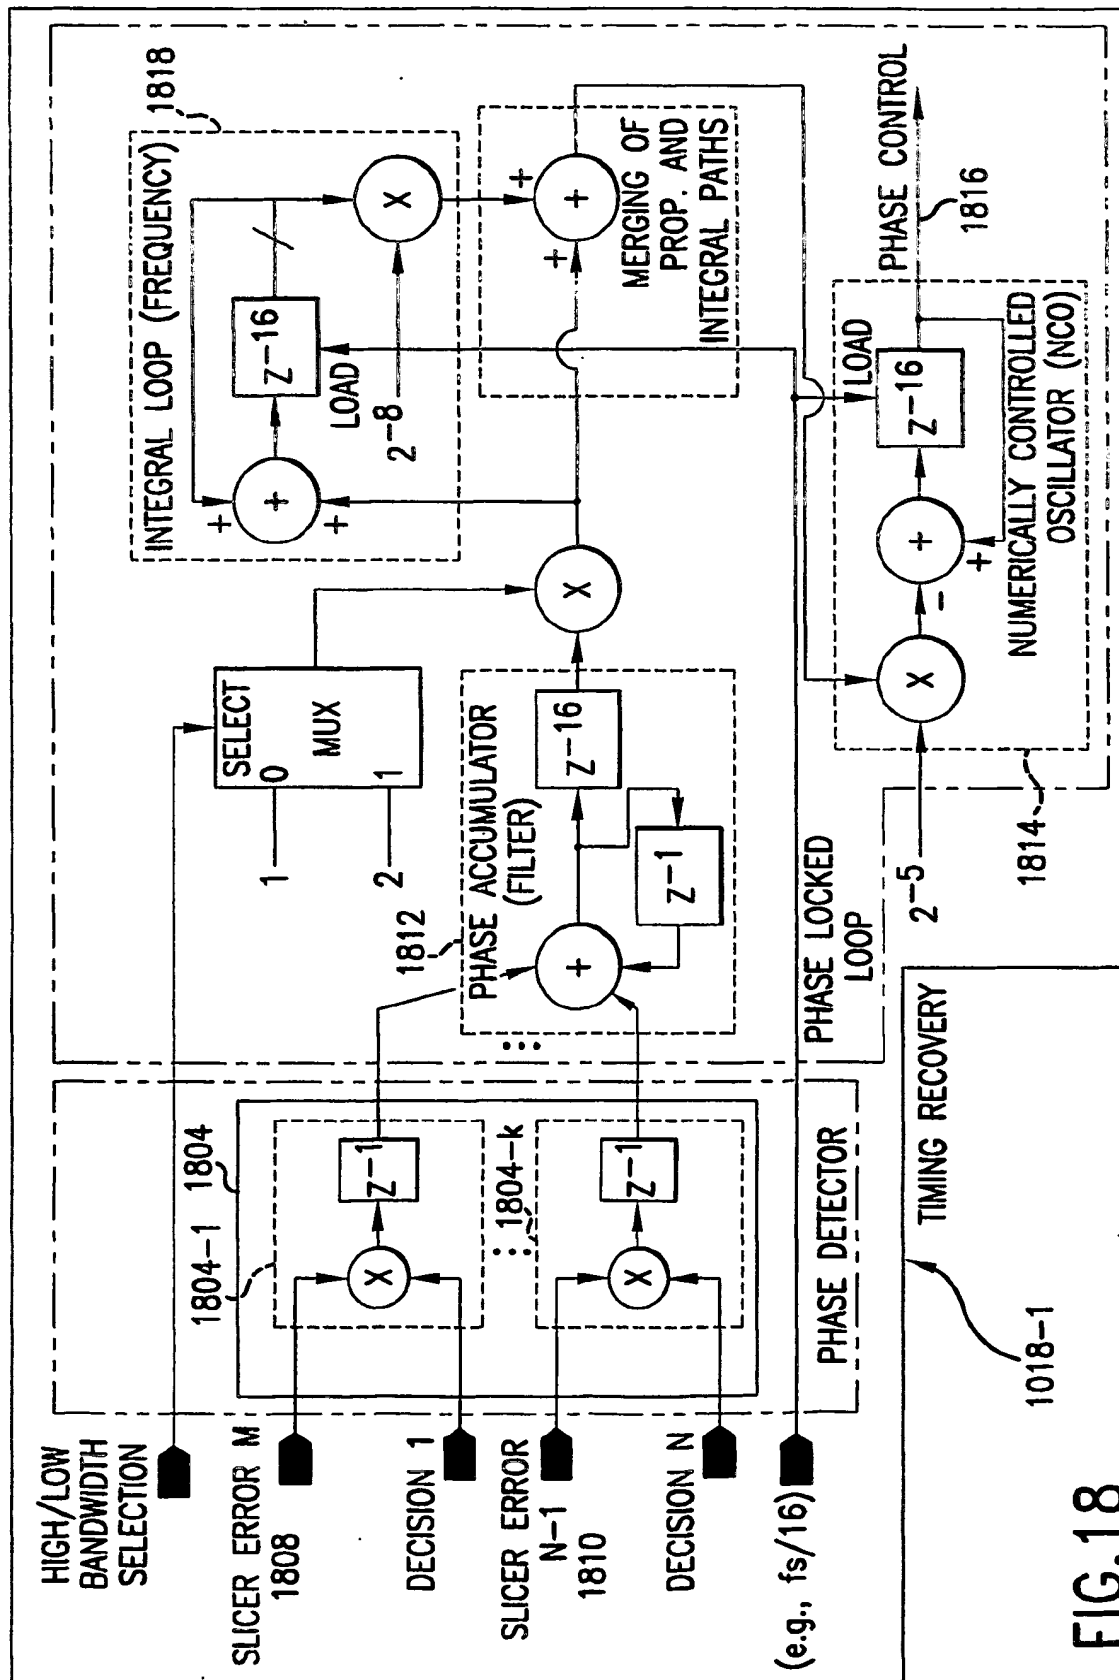 HIGH/LOW
BANDWIDTH
SELECTION
SLICER ERROR M
1808
DECISION 1
SLICER ERROR
N-1
1810
DECISION N
(e.g., fs/16)
1804
1804-1
X
Z-1
1804-k
X
Z-1
PHASE DETECTOR
SELECT
0
MUX
1
1
2
1812
PHASE ACCUMULATOR
(FILTER)
+
Z-16
Z-1
X
PHASE LOCKED
LOOP
INTEGRAL LOOP (FREQUENCY)
1818
+
+
+
Z-16
LOAD
2-8
X
+
+
+
MERGING OF
PROP. AND
INTEGRAL PATHS
2-5
X
-
+
+
Z-16
LOAD
NUMERICALLY CONTROLLED
OSCILLATOR (NCO)
1814
PHASE CONTROL
1816
TIMING RECOVERY
1018-1
FIG.18